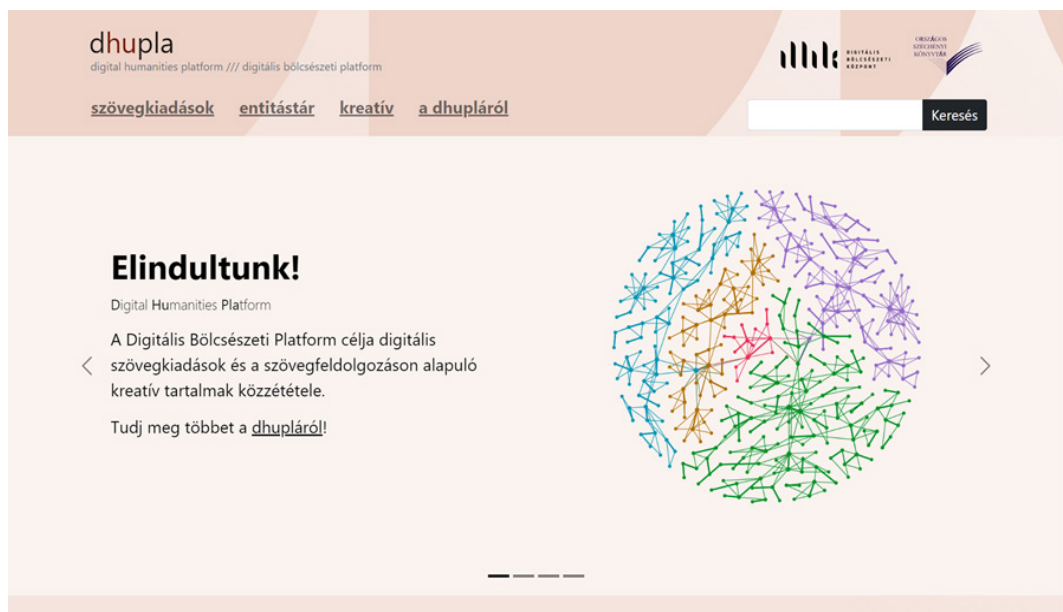 dhupla
digital humanities platform /// digitális bölcsészeti platform
DIGITÁLIS
BÖLCSÉSZETI
KÖZPONT
ORSZÁGOS
SZÉCHÉNYI
KÖNYVTÁR
szövegkiadások entitástár kreatív a dhupláról
Keresés
Elindultunk!
Digital Humanities Platform
A Digitális Bölcsészeti Platform célja digitális
szövegkiadások és a szövegfeldolgozáson alapuló
kreatív tartalmak közzététele.
Tudj meg többet a dhupláról!